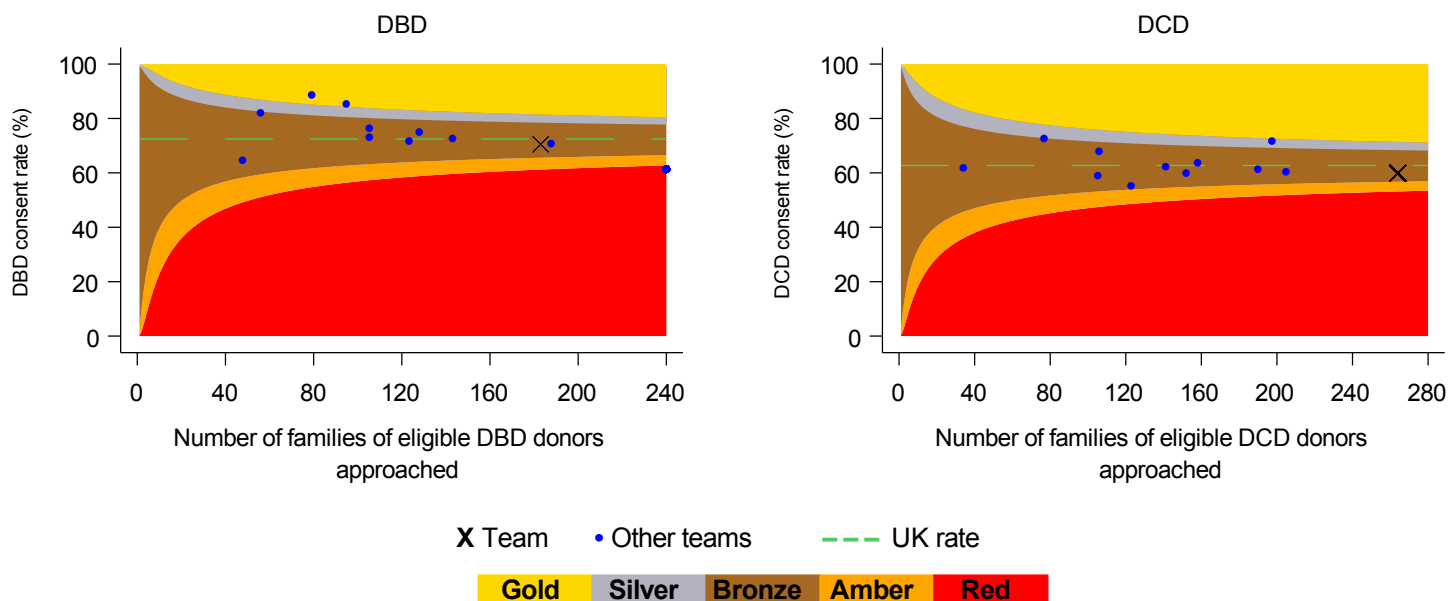 DBD
DBD consent rate (%)
100
80
60
40
20
0
0 40 80 120 160 200 240
Number of families of eligible DBD donors
approached
DCD
DCD consent rate (%)
100
80
60
40
20
0
0 40 80 120 160 200 240 280
Number of families of eligible DCD donors
approached
X Team Other teams UK rate
Gold Silver Bronze Amber Red